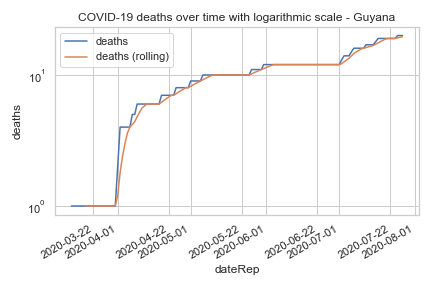 COVID-19 deaths over time with logarithmic scale - Guyana
deaths
deaths (rolling)
10¹
10⁰
deaths
2020-03-22
2020-04-01
2020-04-22
2020-05-01
2020-05-22
2020-06-01
2020-06-22
2020-07-01
2020-07-22
2020-08-01
dateRep